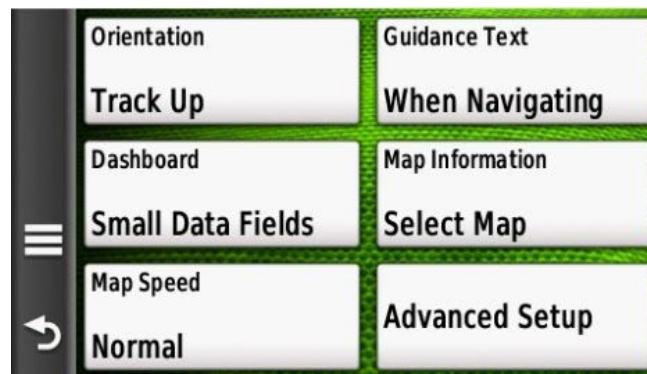 Orientation
Track Up
Guidance Text
When Navigating
Dashboard
Small Data Fields
Map Information
Select Map
Map Speed
Normal
Advanced Setup